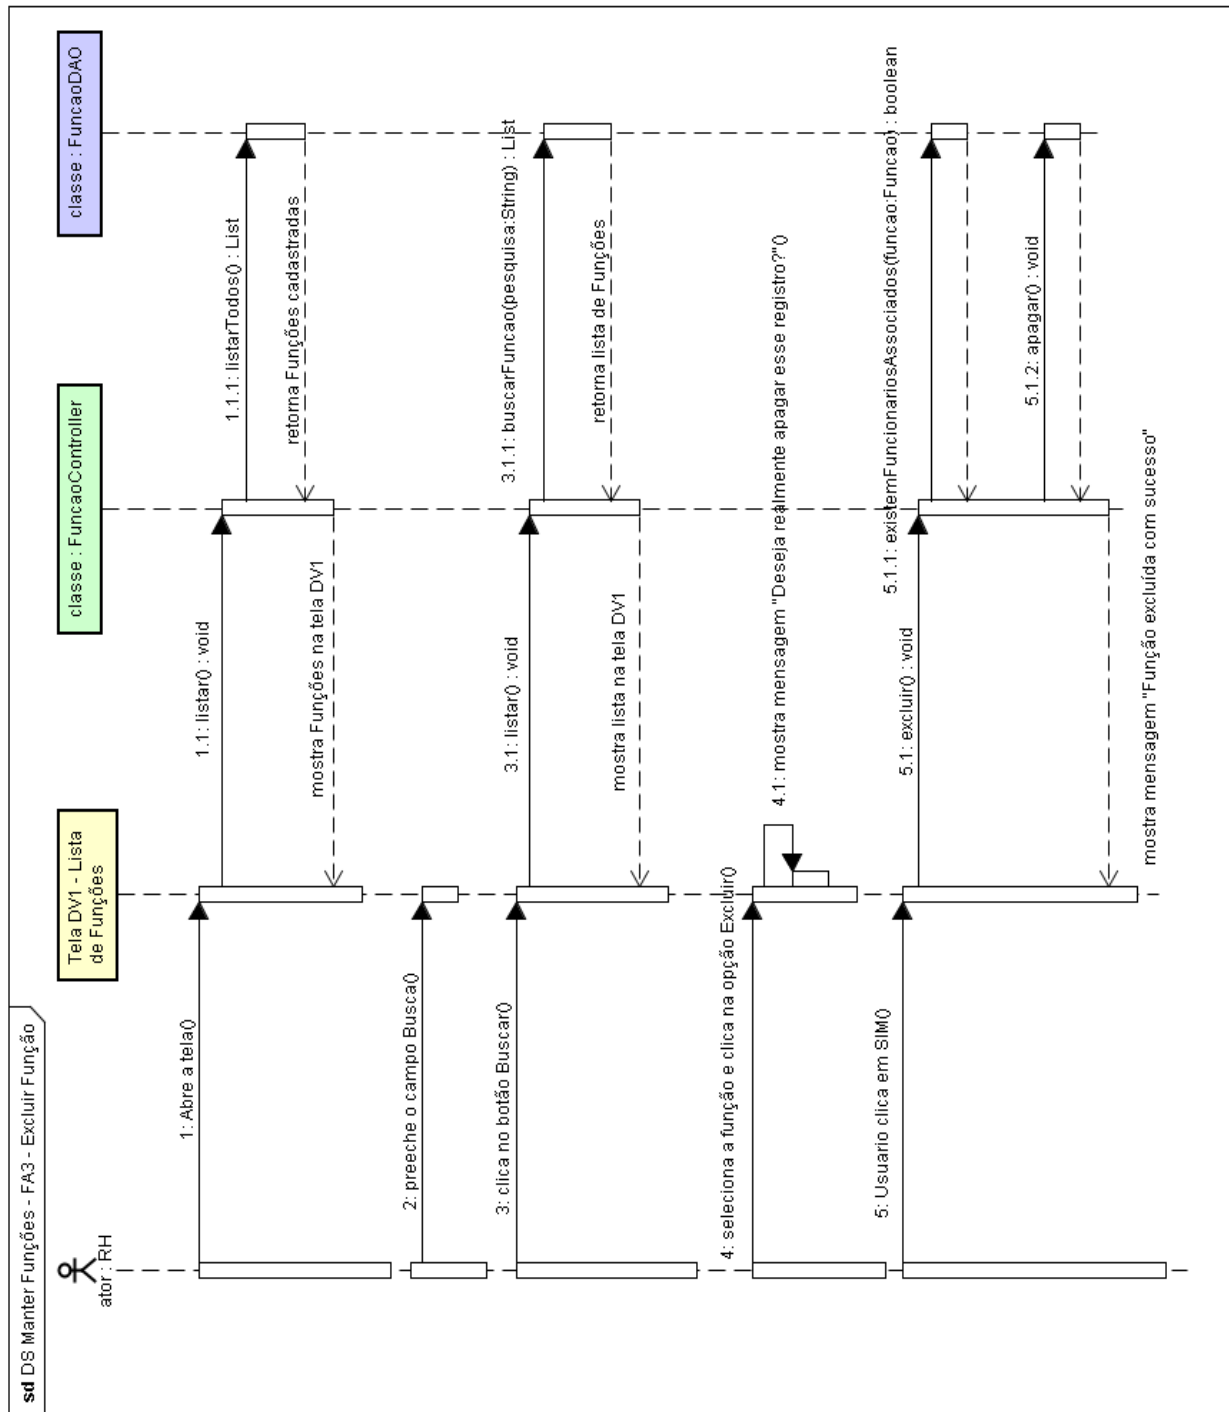 sd DS Manter Funções - FA3 - Excluir Função
ator : RH
Tela DV1 - Lista
de Funções
classe : FuncaoController
classe : FuncaoDAO
1: Abre a tela()
1.1: listar() : void
1.1.1: listarTodos() : List
retorna Funções cadastradas
mostra Funções na tela DV1
2: preeche o campo Busca()
3: clica no botão Buscar()
3.1: listar() : void
3.1.1: buscarFuncao(pesquisa:String) : List
retorna lista de Funções
mostra lista na tela DV1
4: seleciona a função e clica na opção Excluir()
4.1: mostra mensagem "Deseja realmente apagar esse registro?"()
5: Usuario clica em SIM()
5.1: excluir() : void
5.1.1: existemFuncionariosAssociados(funcao:Funcao) : boolean
5.1.2: apagar() : void
mostra mensagem "Função excluída com sucesso"